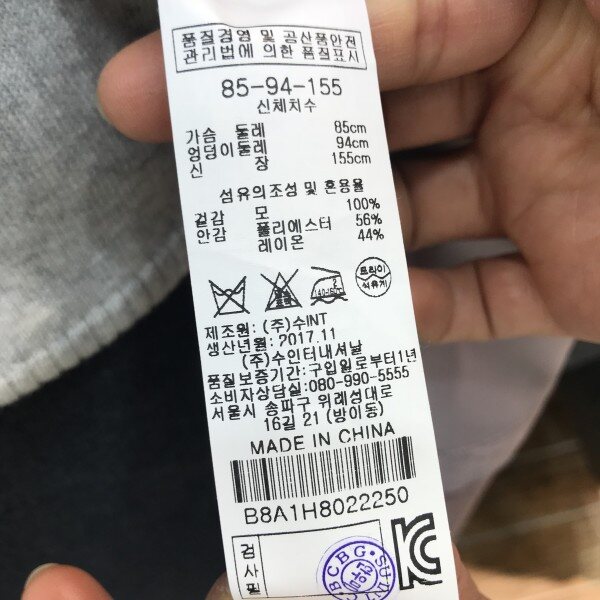 품질경영 및 공산품안전
관리법에 의한 품질표시
85-94-155
신체치수
가슴 둘레 85cm
엉덩이둘레 94cm
신 장 155cm
섬유의조성 및 혼용율
겉감 모 100%
안감 폴리에스터 56%
레이온 44%
140-160℃
드라이
석유계
제조원: (주)수INT
생산년월: 2017.11
(주)수인터내셔날
품질보증기간: 구입일로부터1년
소비자상담실: 080-990-5555
서울시 송파구 위례성대로
16길 21 (방이동)
MADE IN CHINA
B8A1H8022250
검사필
BCBG